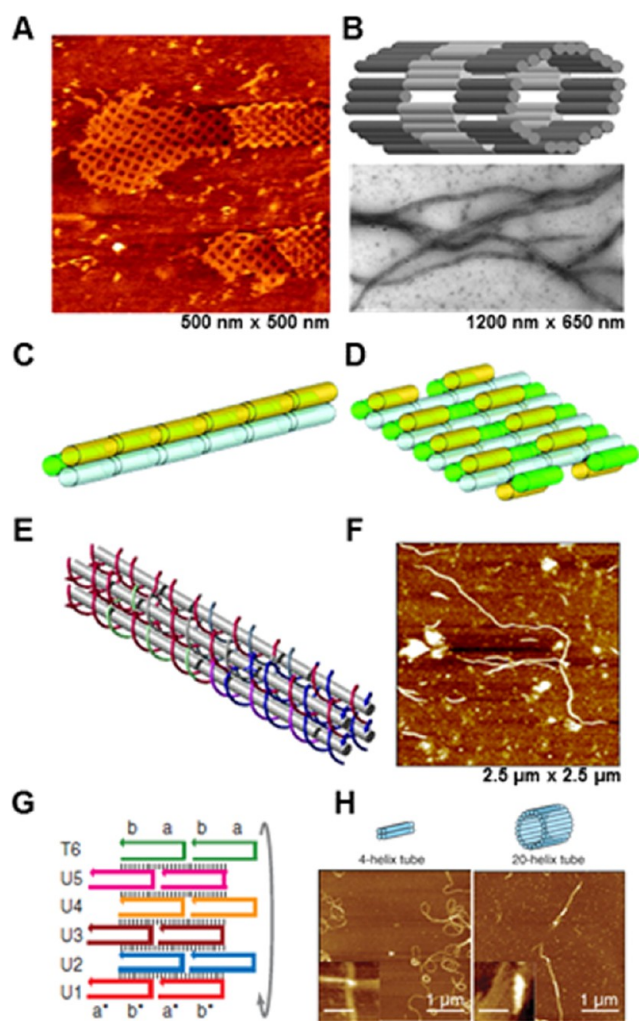 A
B
500 nm x 500 nm
1200 nm x 650 nm
C
D
E
F
2.5 µm x 2.5 µm
G
b a b a
T6
U5
U4
U3
U2
U1
a* b* a* b*
H
4-helix tube
20-helix tube
1 µm
1 µm